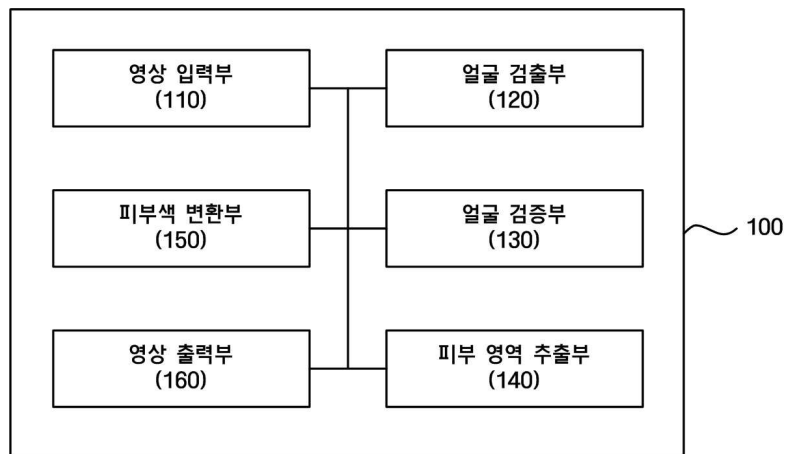 영상 입력부
(110)
얼굴 검출부
(120)
피부색 변환부
(150)
얼굴 검증부
(130)
100
영상 출력부
(160)
피부 영역 추출부
(140)